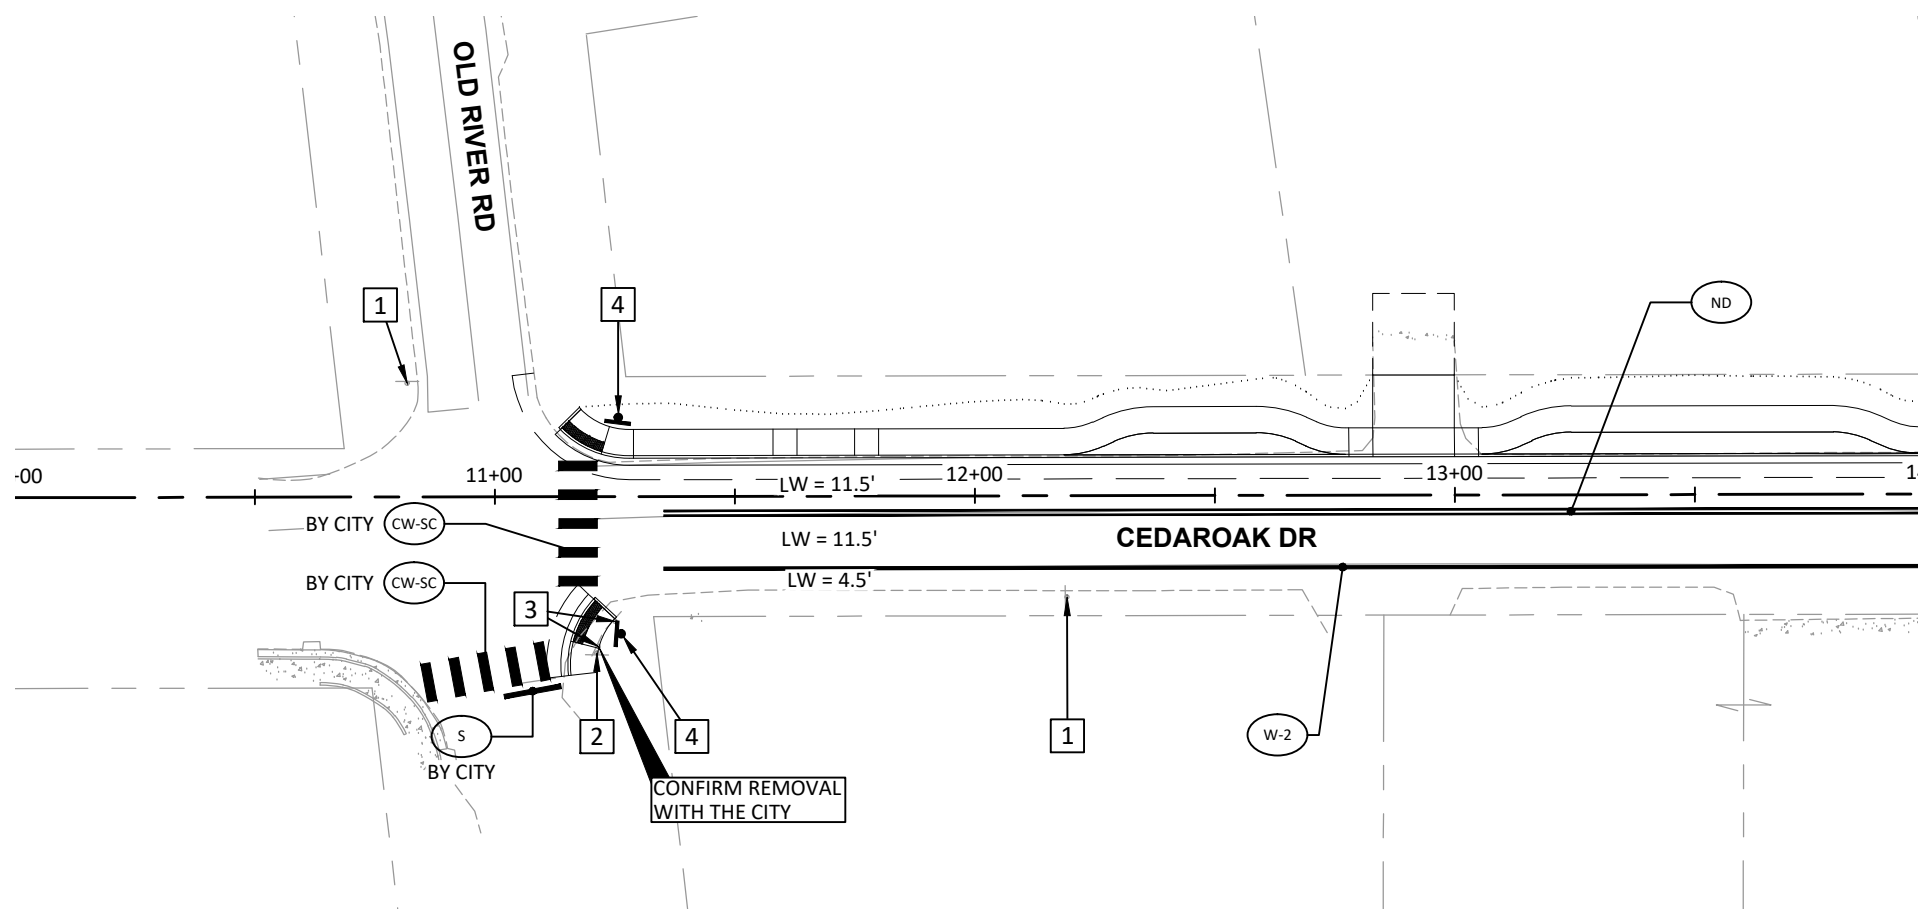 OLD RIVER RD
1
4
ND
-00
11+00
12+00
13+00
1
LW = 11.5'
BY CITY CW-SC
LW = 11.5'
CEDAROAK DR
BY CITY CW-SC
LW = 4.5'
3
S
BY CITY
2
4
1
W-2
CONFIRM REMOVAL
WITH THE CITY